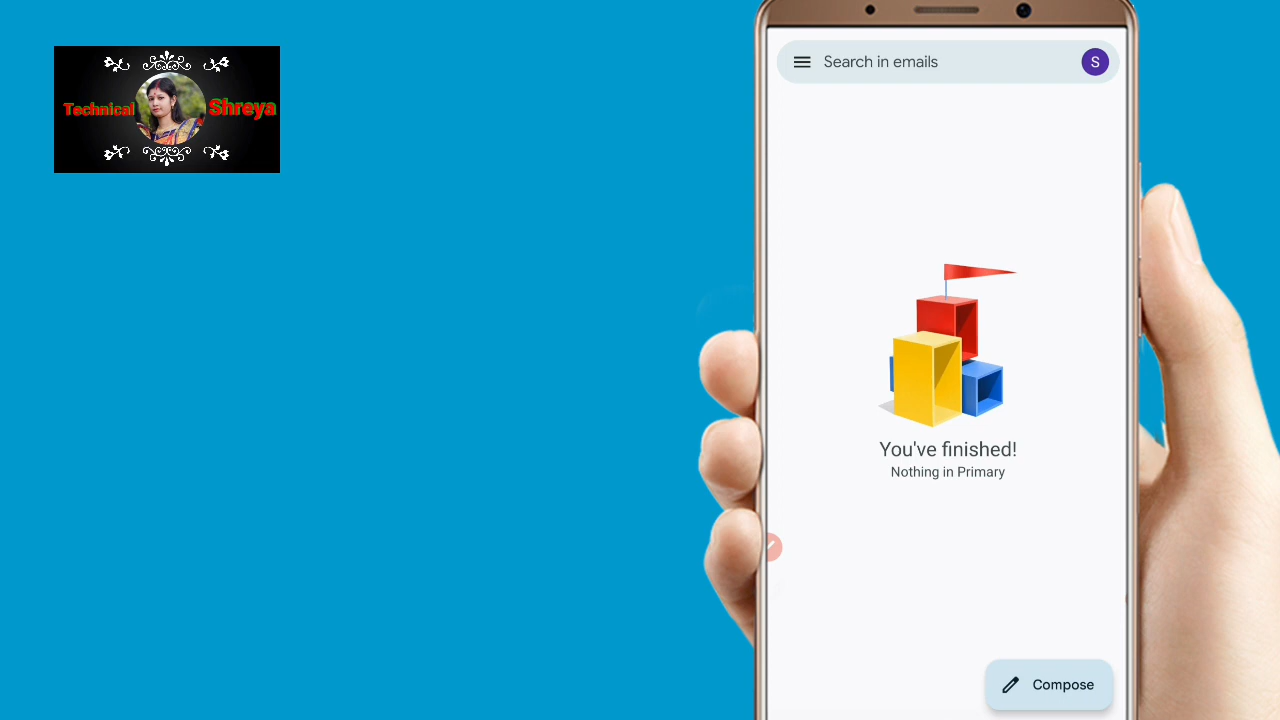 Technical Shreya
Search in emails
S
You've finished!
Nothing in Primary
Compose